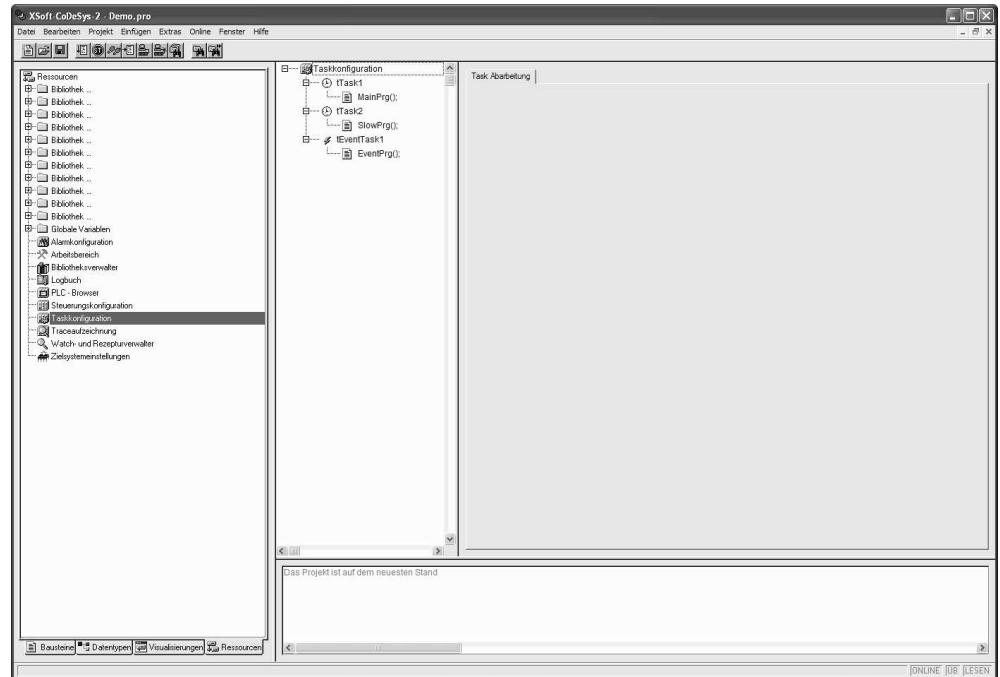 XSoft-CoDeSys-2 - Demo.pro
Datei Bearbeiten Projekt Einfügen Extras Online Fenster Hilfe
Ressourcen
Bibliothek ...
Bibliothek ...
Bibliothek ...
Bibliothek ...
Bibliothek ...
Bibliothek ...
Bibliothek ...
Bibliothek ...
Bibliothek ...
Bibliothek ...
Bibliothek ...
Globale Variablen
Alarmkonfiguration
Arbeitsbereich
Bibliotheksverwalter
Logbuch
PLC - Browser
Steuerungskonfiguration
Taskkonfiguration
Traceaufzeichnung
Watch- und Rezepturverwalter
Zielsystemeinstellungen
Bausteine Datentypen Visualisierungen Ressourcen
Taskkonfiguration
tTask1
MainPrg();
tTask2
SlowPrg();
tEventTask1
EventPrg();
Task Abarbeitung
Das Projekt ist auf dem neuesten Stand
ONLINE ÜB LESEN